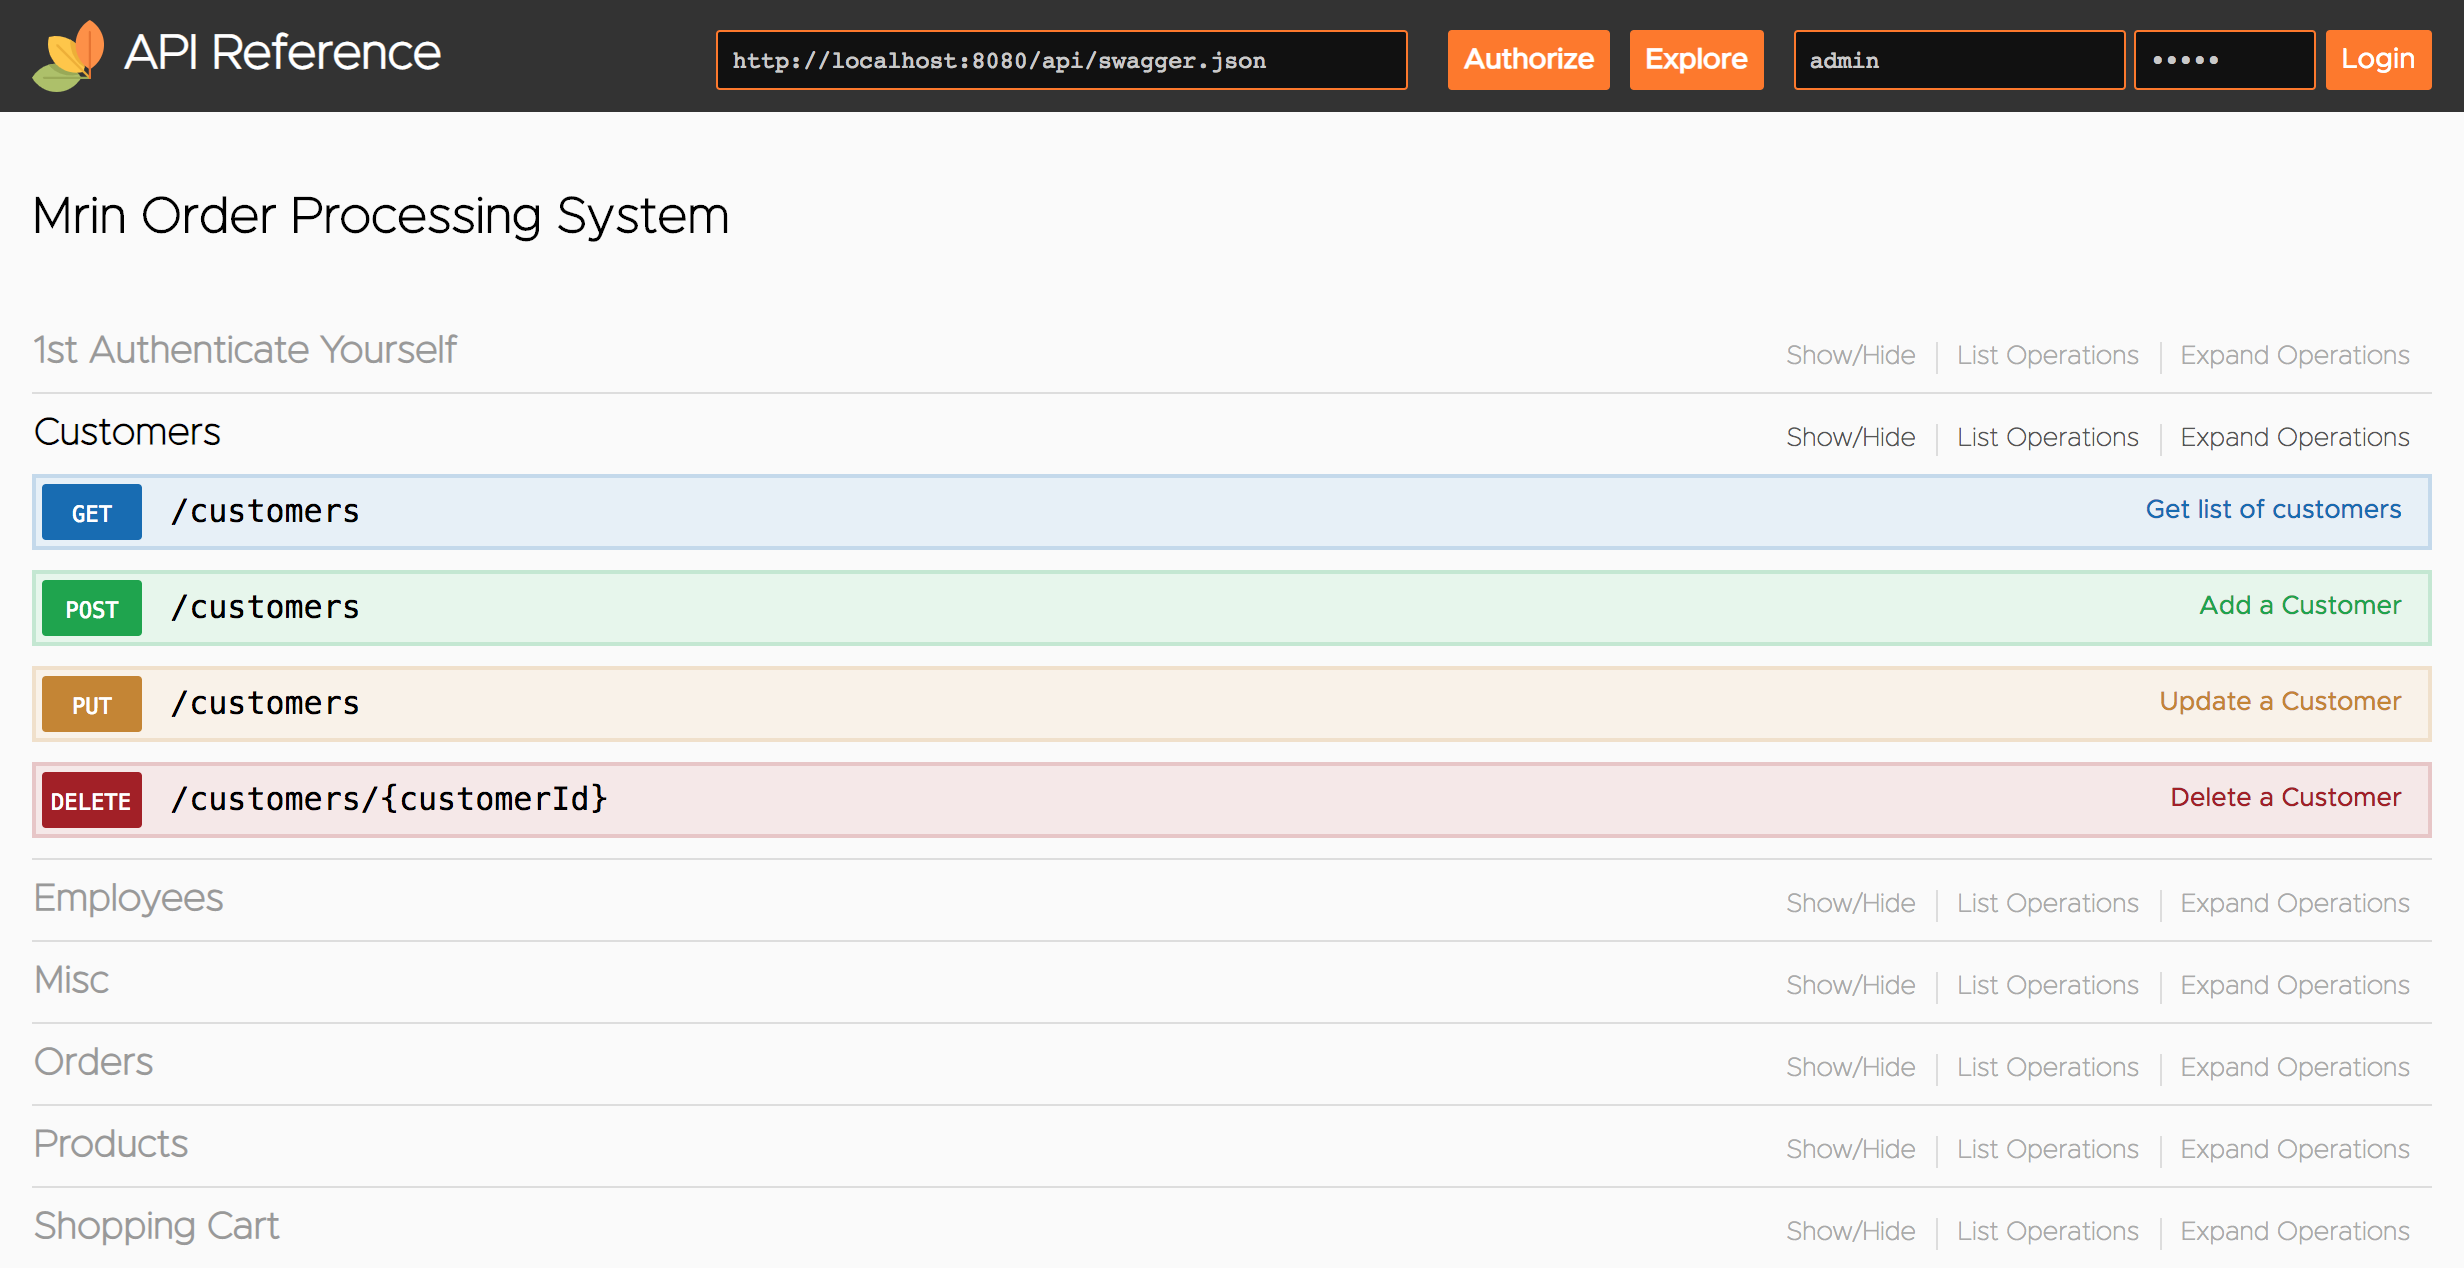 API Reference http://localhost:8080/api/swagger.json Authorize Explore admin ••••• Login
Mrin Order Processing System
1st Authenticate Yourself Show/Hide List Operations Expand Operations
Customers Show/Hide List Operations Expand Operations
GET /customers Get list of customers
POST /customers Add a Customer
PUT /customers Update a Customer
DELETE /customers/{customerId} Delete a Customer
Employees Show/Hide List Operations Expand Operations
Misc Show/Hide List Operations Expand Operations
Orders Show/Hide List Operations Expand Operations
Products Show/Hide List Operations Expand Operations
Shopping Cart Show/Hide List Operations Expand Operations